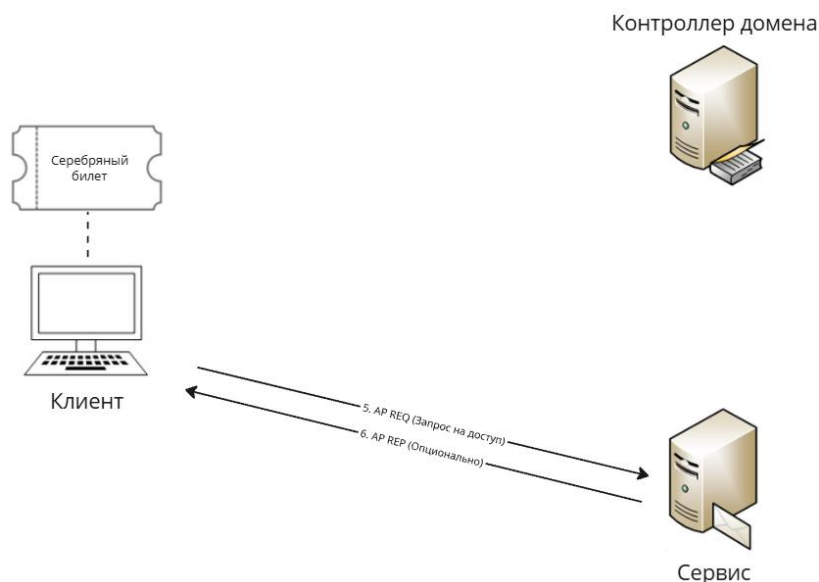 Контроллер домена
Серебряный
билет
Клиент
5. AP REQ (Запрос на доступ)
6. AP REP (Опционально)
Сервис